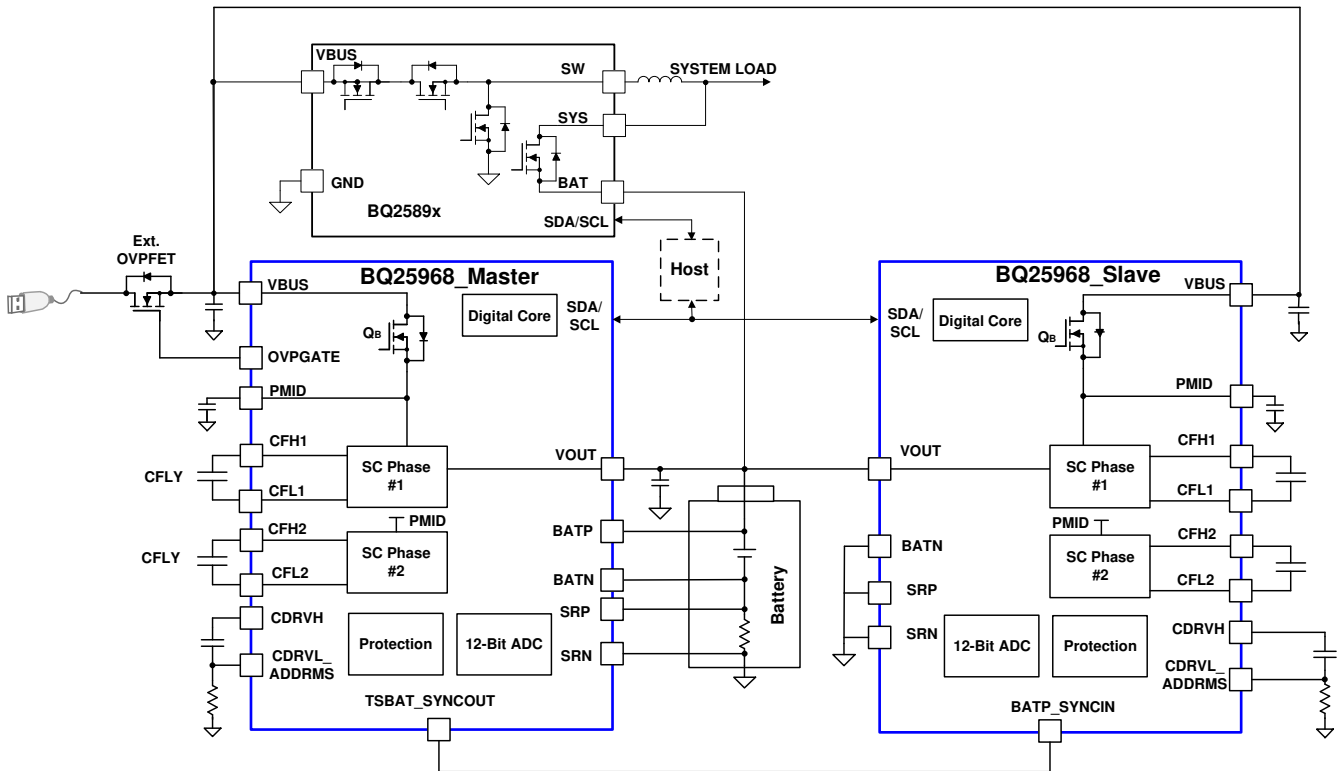 VBUS
SW
SYSTEM LOAD
SYS
GND
BAT
BQ2589x
SDA/SCL
Ext.
OVPFET
Host
BQ25968_Master
VBUS
Digital Core
SDA/
SCL
QB
OVPGATE
PMID
CFH1
CFLY
SC Phase
#1
VOUT
CFL1
PMID
CFH2
CFLY
SC Phase
#2
CFL2
BATP
BATN
SRP
SRN
CDRVH
Protection
12-Bit ADC
CDRVL_
ADDRMS
TSBAT_SYNCOUT
Battery
BQ25968_Slave
VBUS
SDA/
SCL
Digital Core
QB
PMID
VOUT
SC Phase
#1
CFH1
CFL1
PMID
SC Phase
#2
CFH2
CFL2
BATN
SRP
SRN
12-Bit ADC
Protection
CDRVH
CDRVL_
ADDRMS
BATP_SYNCIN